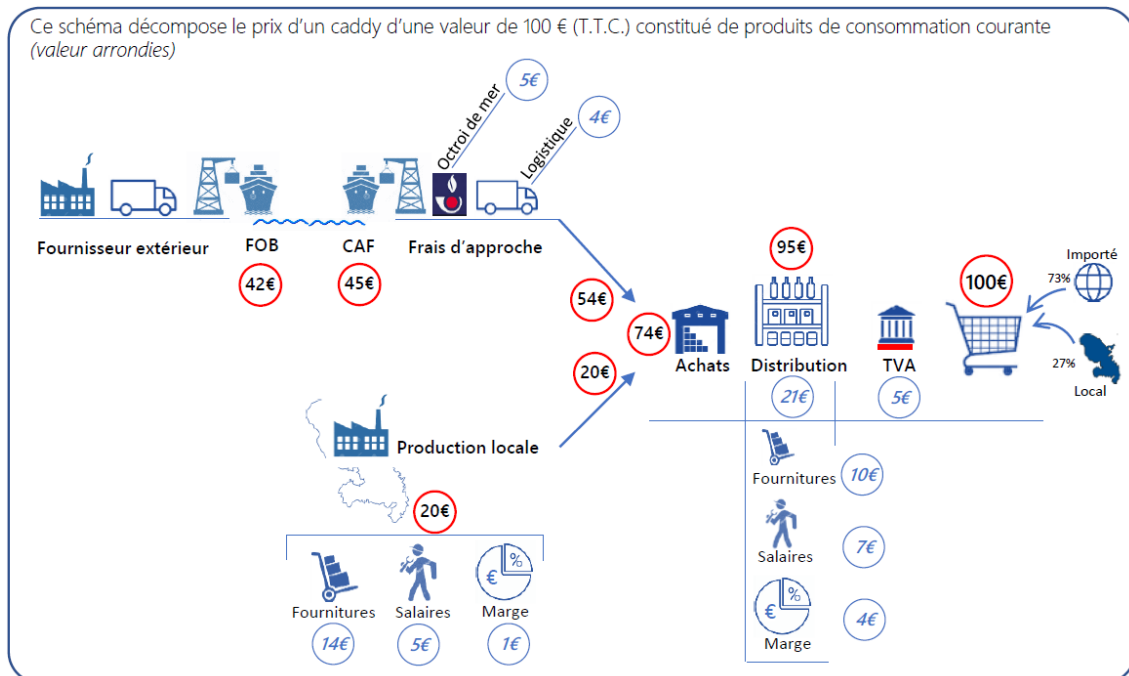 Ce schéma décompose le prix d'un caddy d'une valeur de 100 € (T.T.C.) constitué de produits de consommation courante
(valeur arrondies)
Octroi de mer
5€
Logistique
4€
Fournisseur extérieur
FOB
42€
CAF
45€
Frais d'approche
54€
74€
20€
Achats
95€
Distribution
21€
TVA
5€
100€
Importé
73%
27%
Local
Production locale
20€
Fournitures
14€
Salaires
5€
€
%
Marge
1€
Fournitures
10€
Salaires
7€
€
%
Marge
4€